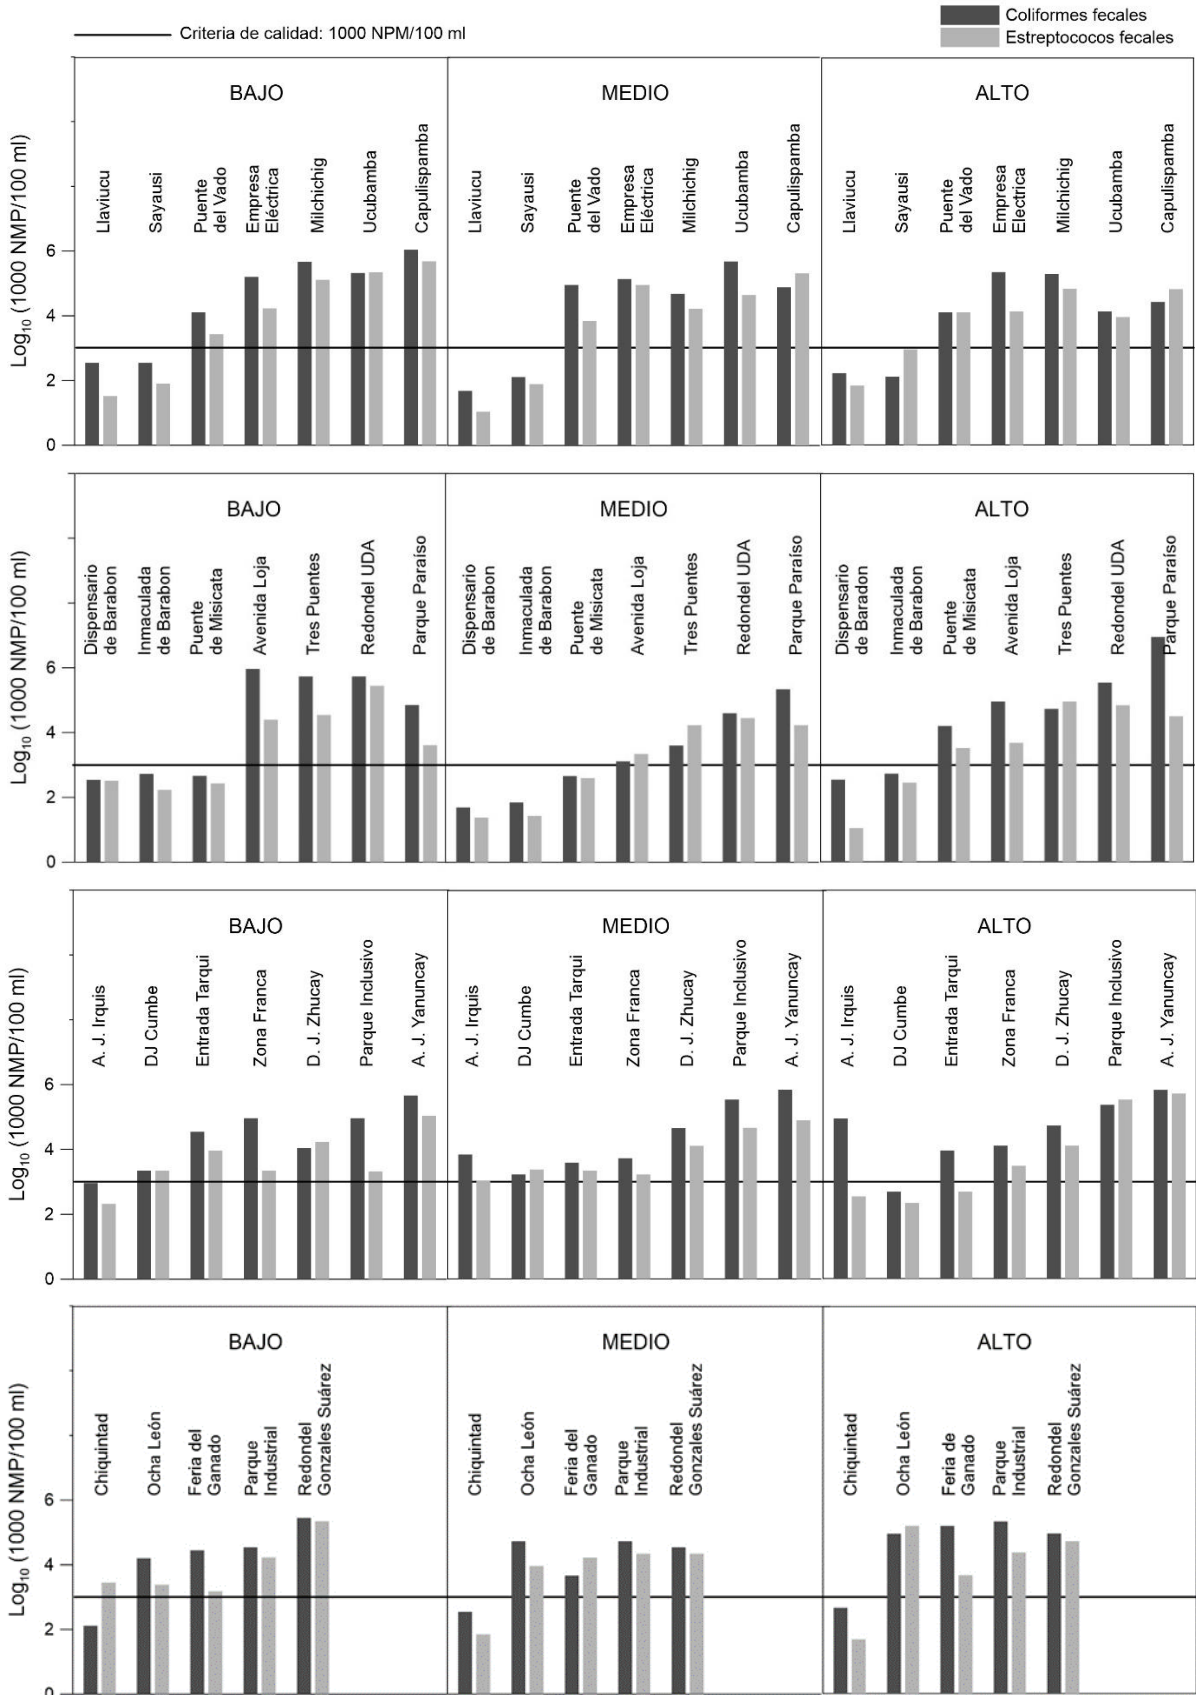 Criteria de calidad: 1000 NPM/100 ml
Coliformes fecales
Estreptococos fecales
BAJO
MEDIO
ALTO
Log₁₀ (1000 NMP/100 ml)
6
4
2
0
Llaviucu
Sayausi
Puente
del Vado
Empresa
Eléctrica
Milchichig
Ucubamba
Capulispamba
Llaviucu
Sayausi
Puente
del Vado
Empresa
Eléctrica
Milchichig
Ucubamba
Capulispamba
Llaviucu
Sayausi
Puente
del Vado
Empresa
Electrica
Milchichig
Ucubamba
Capulispamba
BAJO
MEDIO
ALTO
Log₁₀ (1000 NMP/100 ml)
6
4
2
0
Dispensario
de Barabon
Inmaculada
de Barabon
Puente
de Misicata
Avenida Loja
Tres Puentes
Redondel UDA
Parque Paraíso
Dispensario
de Barabon
Inmaculada
de Barabon
Puente
de Misicata
Avenida Loja
Tres Puentes
Redondel UDA
Parque Paraíso
Dispensario
de Baradon
Inmaculada
de Barabon
Puente
de Misicata
Avenida Loja
Tres Puentes
Redondel UDA
Parque Paraíso
BAJO
MEDIO
ALTO
Log₁₀ (1000 NMP/100 ml)
6
4
2
0
A. J. Irquis
DJ Cumbe
Entrada Tarqui
Zona Franca
D. J. Zhucay
Parque Inclusivo
A. J. Yanuncay
A. J. Irquis
DJ Cumbe
Entrada Tarqui
Zona Franca
D. J. Zhucay
Parque Inclusivo
A. J. Yanuncay
A. J. Irquis
DJ Cumbe
Entrada Tarqui
Zona Franca
D. J. Zhucay
Parque Inclusivo
A. J. Yanuncay
BAJO
MEDIO
ALTO
Log₁₀ (1000 NMP/100 ml)
6
4
2
0
Chiquintad
Ocha León
Feria del
Ganado
Parque
Industrial
Redondel
Gonzales Suárez
Chiquintad
Ocha León
Feria del
Ganado
Parque
Industrial
Redondel
Gonzales Suárez
Chiquintad
Ocha León
Feria de
Ganado
Parque
Industrial
Redondel
Gonzales Suárez